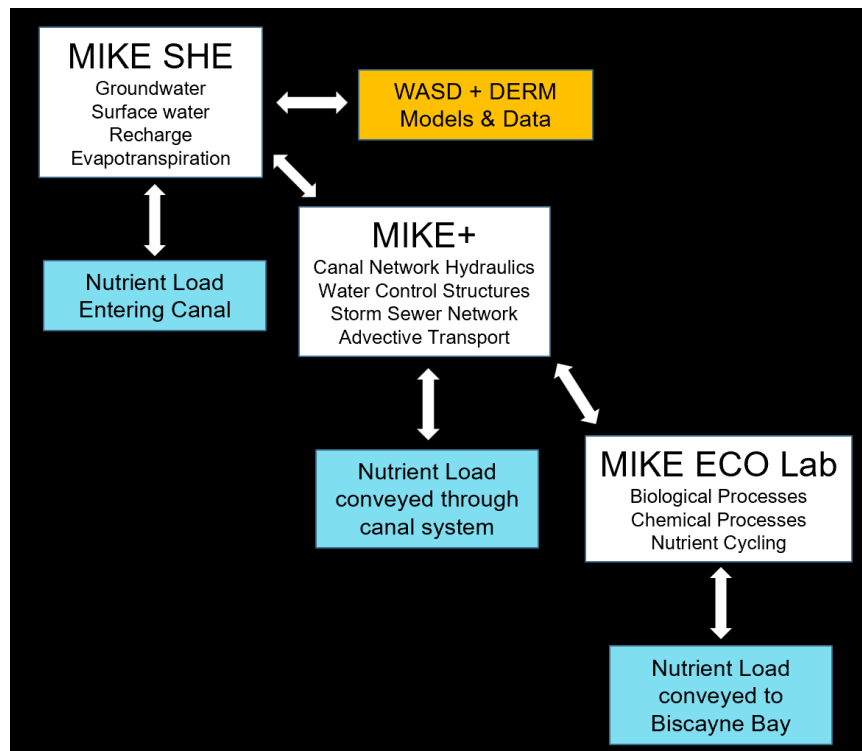 MIKE SHE
Groundwater
Surface water
Recharge
Evapotranspiration
WASD + DERM
Models & Data
MIKE+
Canal Network Hydraulics
Water Control Structures
Storm Sewer Network
Advective Transport
Nutrient Load
Entering Canal
MIKE ECO Lab
Biological Processes
Chemical Processes
Nutrient Cycling
Nutrient Load
conveyed through
canal system
Nutrient Load
conveyed to
Biscayne Bay